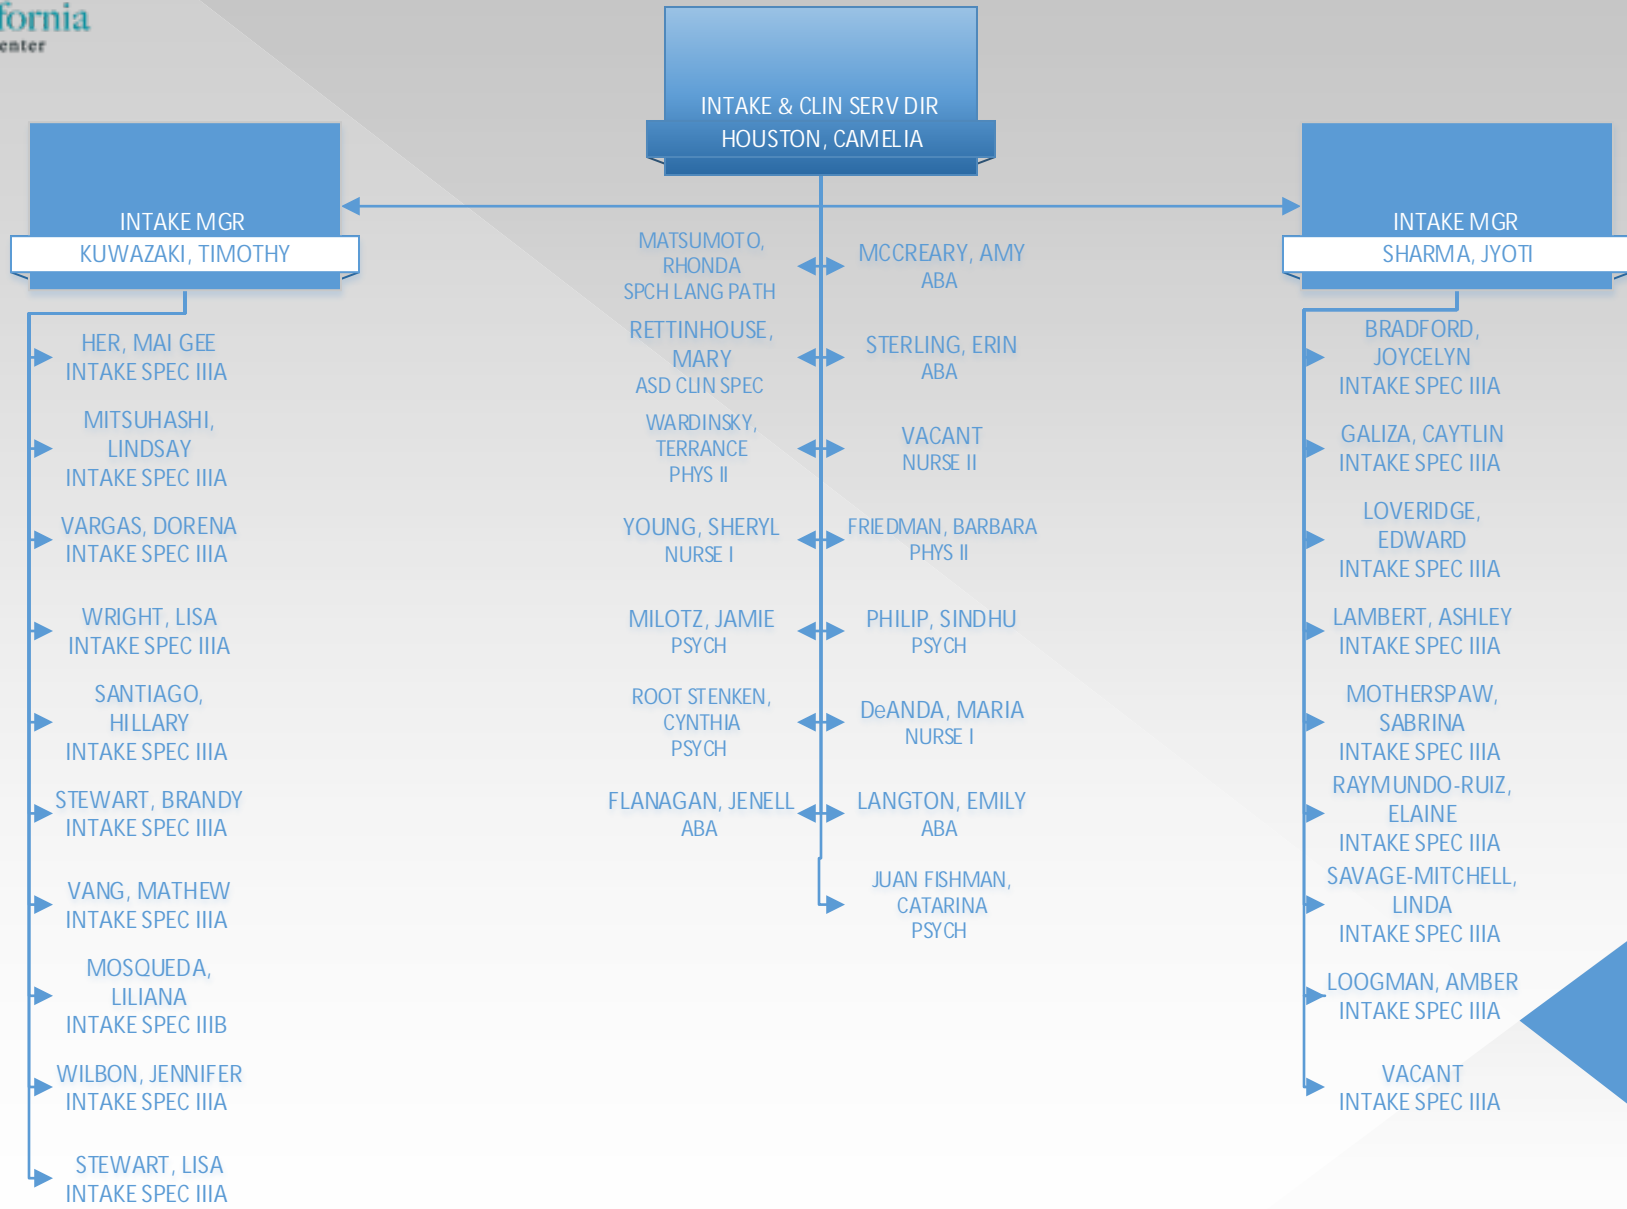 fornia
enter
INTAKE & CLIN SERV DIR
HOUSTON, CAMELIA
INTAKE MGR
KUWAZAKI, TIMOTHY
HER, MAI GEE
INTAKE SPEC IIIA
MITSUHASHI,
LINDSAY
INTAKE SPEC IIIA
VARGAS, DORENA
INTAKE SPEC IIIA
WRIGHT, LISA
INTAKE SPEC IIIA
SANTIAGO,
HILLARY
INTAKE SPEC IIIA
STEWART, BRANDY
INTAKE SPEC IIIA
VANG, MATHEW
INTAKE SPEC IIIA
MOSQUEDA,
LILIANA
INTAKE SPEC IIIB
WILBON, JENNIFER
INTAKE SPEC IIIA
STEWART, LISA
INTAKE SPEC IIIA
MATSUMOTO,
RHONDA
SPCH LANG PATH
RETTINHOUSE,
MARY
ASD CLIN SPEC
WARDINSKY,
TERRANCE
PHYS II
YOUNG, SHERYL
NURSE I
MILOTZ, JAMIE
PSYCH
ROOT STENKEN,
CYNTHIA
PSYCH
FLANAGAN, JENELL
ABA
MCCREARY, AMY
ABA
STERLING, ERIN
ABA
VACANT
NURSE II
FRIEDMAN, BARBARA
PHYS II
PHILIP, SINDHU
PSYCH
DeANDA, MARIA
NURSE I
LANGTON, EMILY
ABA
JUAN FISHMAN,
CATARINA
PSYCH
INTAKE MGR
SHARMA, JYOTI
BRADFORD,
JOYCELYN
INTAKE SPEC IIIA
GALIZA, CAYTLIN
INTAKE SPEC IIIA
LOVERIDGE,
EDWARD
INTAKE SPEC IIIA
LAMBERT, ASHLEY
INTAKE SPEC IIIA
MOTHERSPAW,
SABRINA
INTAKE SPEC IIIA
RAYMUNDO-RUIZ,
ELAINE
INTAKE SPEC IIIA
SAVAGE-MITCHELL,
LINDA
INTAKE SPEC IIIA
LOOGMAN, AMBER
INTAKE SPEC IIIA
VACANT
INTAKE SPEC IIIA